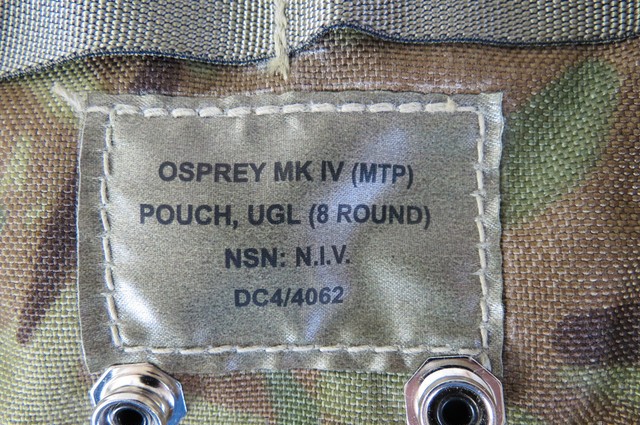 OSPREY MK IV (MTP)
POUCH, UGL (8 ROUND)
NSN: N.I.V.
DC4/4062